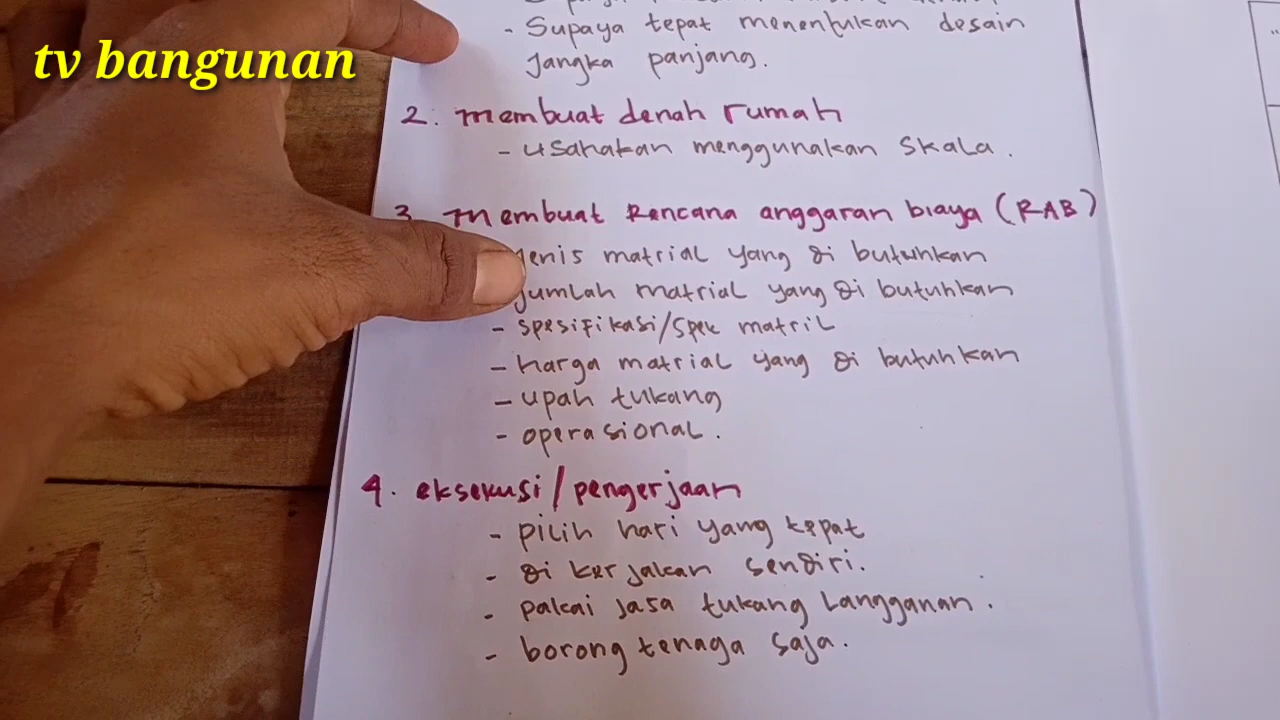 tv bangunan
- Supaya tepat menentukan desain
jangka panjang.
2. membuat denah rumah
- usahakan menggunakan skala.
3. membuat Rencana anggaran biaya (RAB)
jenis matrial yang di butuhkan
jumlah matrial yang di butuhkan
- spesifikasi/spek matril
- harga matrial yang di butuhkan
- upah tukang
- operasional.
4. eksekusi/pengerjaan
- pilih hari yang tepat
- di kerjakan sendiri.
- pakai jasa tukang langganan.
- borong tenaga saja.